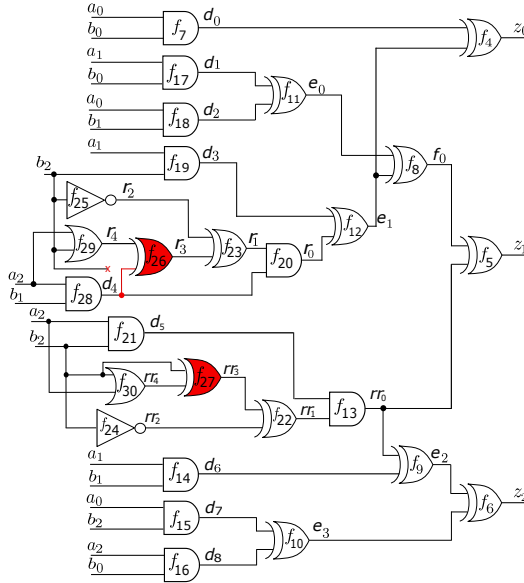 a₀ d₀ z₀
b₀ f₇ f₄
a₁ d₁
b₀ f₁₇ e₀
f₁₁
a₀ d₂
b₁ f₁₈
a₁ d₃ f₀
b₂ f₁₉ f₈
f₂₅ r₂
f₁₂ e₁
f₂₉ r₄ f₂₆ r₃ f₂₃ r₁ z₁
f₂₀ r₀ f₅
x
a₂ d₄
b₁ f₂₈
a₂ d₅
b₂ f₂₁
f₃₀ rr₄ f₂₇ rr₃
f₁₃ rr₀
f₂₄ rr₂ f₂₂ rr₁
a₁ d₆ f₉ e₂
b₁ f₁₄
a₀ d₇ z₂
b₂ f₁₅ f₆
f₁₀ e₃
a₂ d₈
b₀ f₁₆